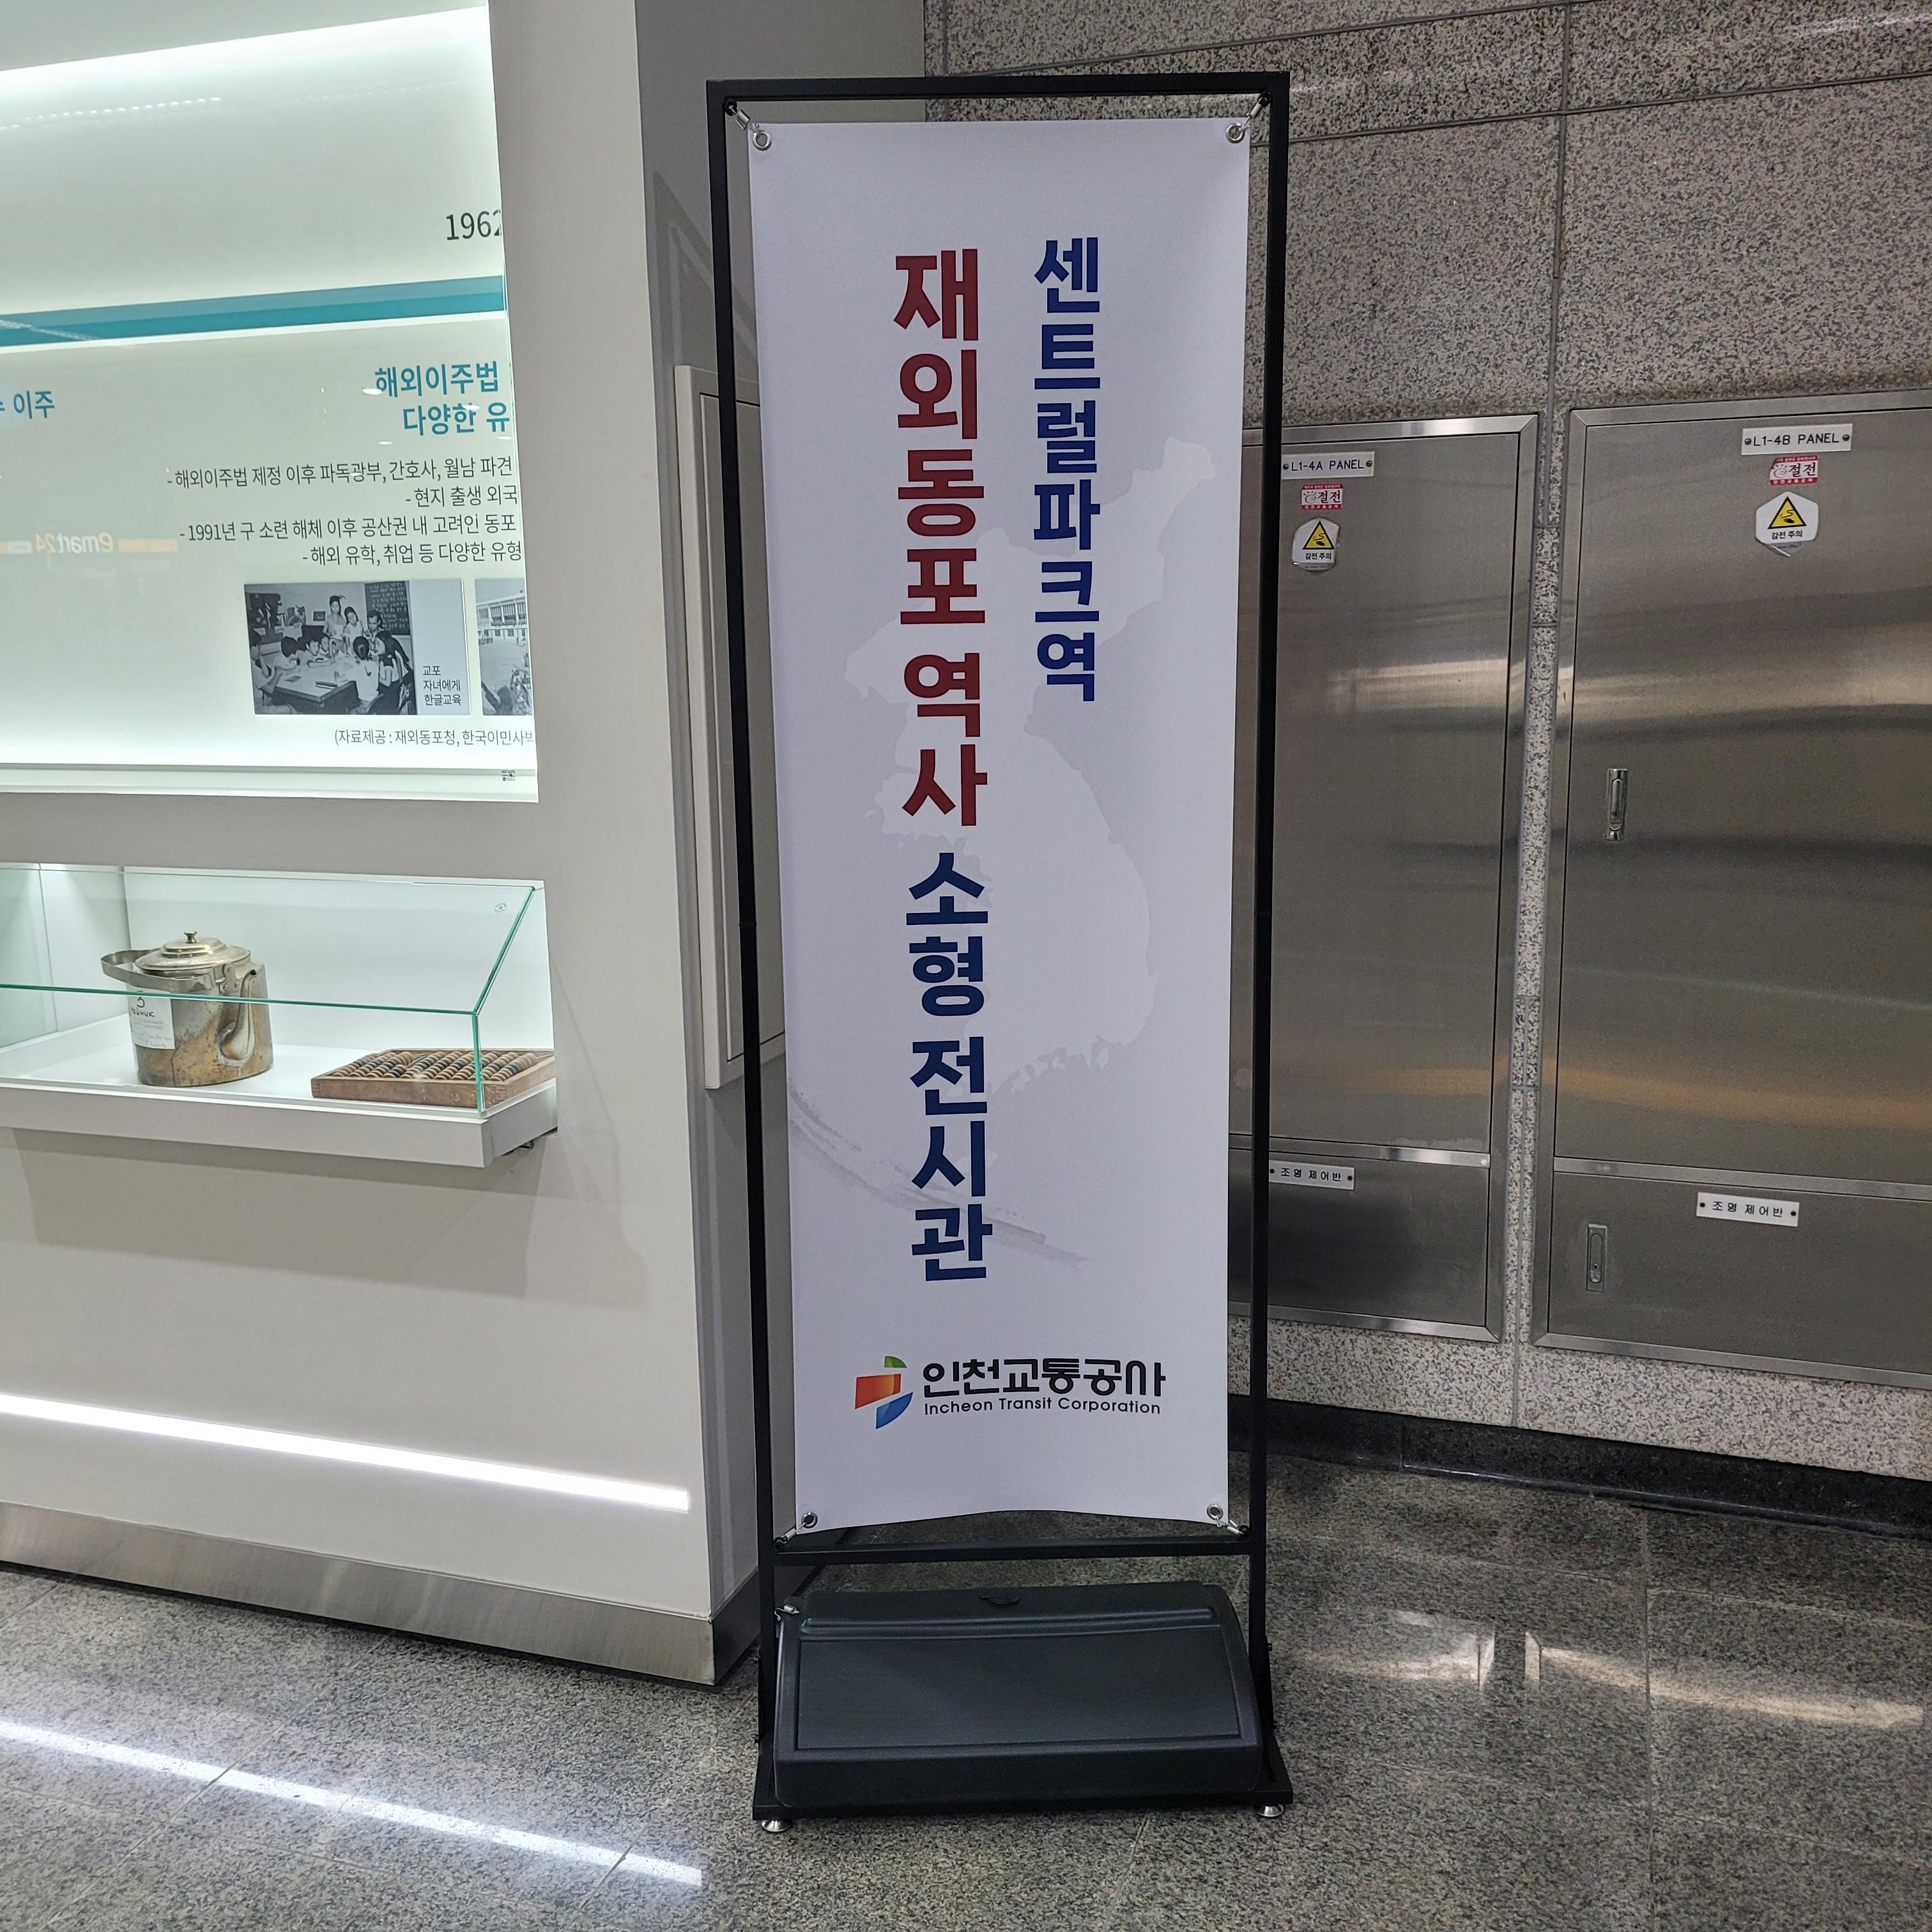 1962
이주
해외이주법
다양한 유
- 해외이주법 제정 이후 파독광부, 간호사, 월남 파견
- 현지 출생 외국
- 1991년 구 소련 해체 이후 공산권 내 고려인 동포
- 해외 유학, 취업 등 다양한 유형
emart24
교포
자녀에게
한글교육
(자료제공 : 재외동포청, 한국이민사박
센트럴파크역
재외동포 역사 소형 전시관
인천교통공사
Incheon Transit Corporation
L1-4A PANEL
절전
감전 주의
조명 제어반
L1-4B PANEL
절전
감전 주의
조명 제어반